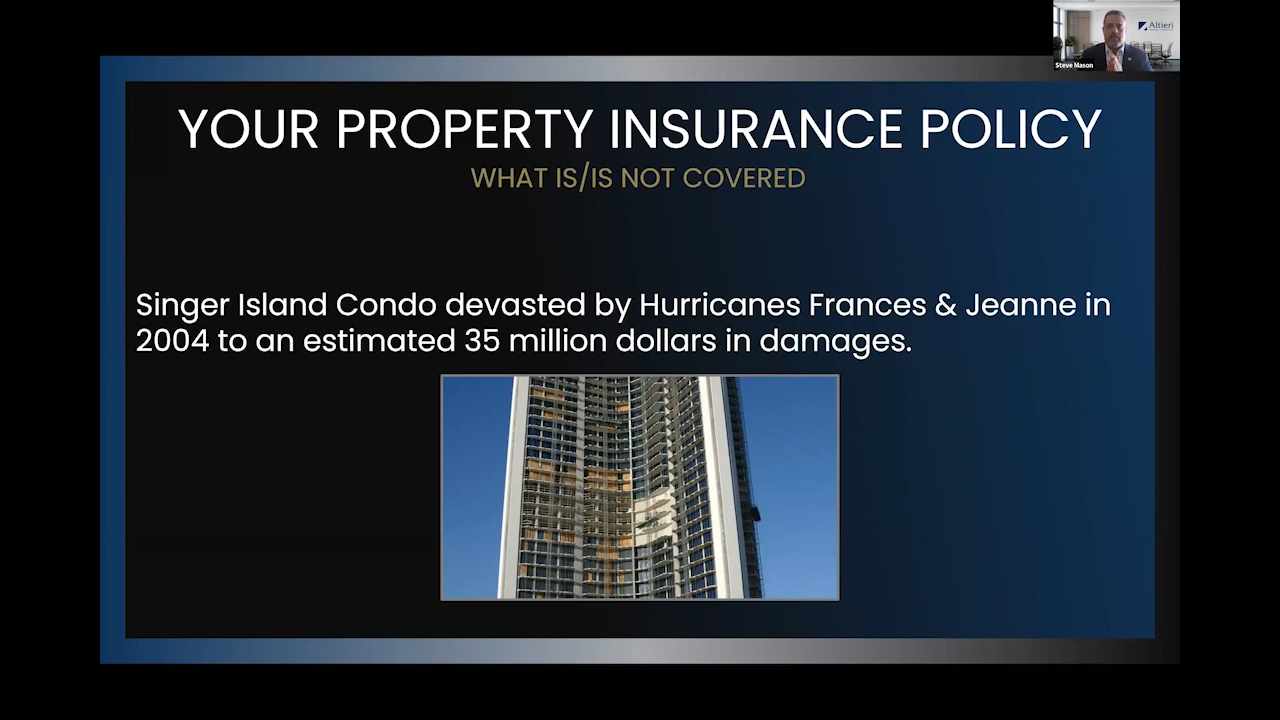 Altieri
Steve Mason
YOUR PROPERTY INSURANCE POLICY
WHAT IS/IS NOT COVERED
Singer Island Condo devasted by Hurricanes Frances & Jeanne in
2004 to an estimated 35 million dollars in damages.